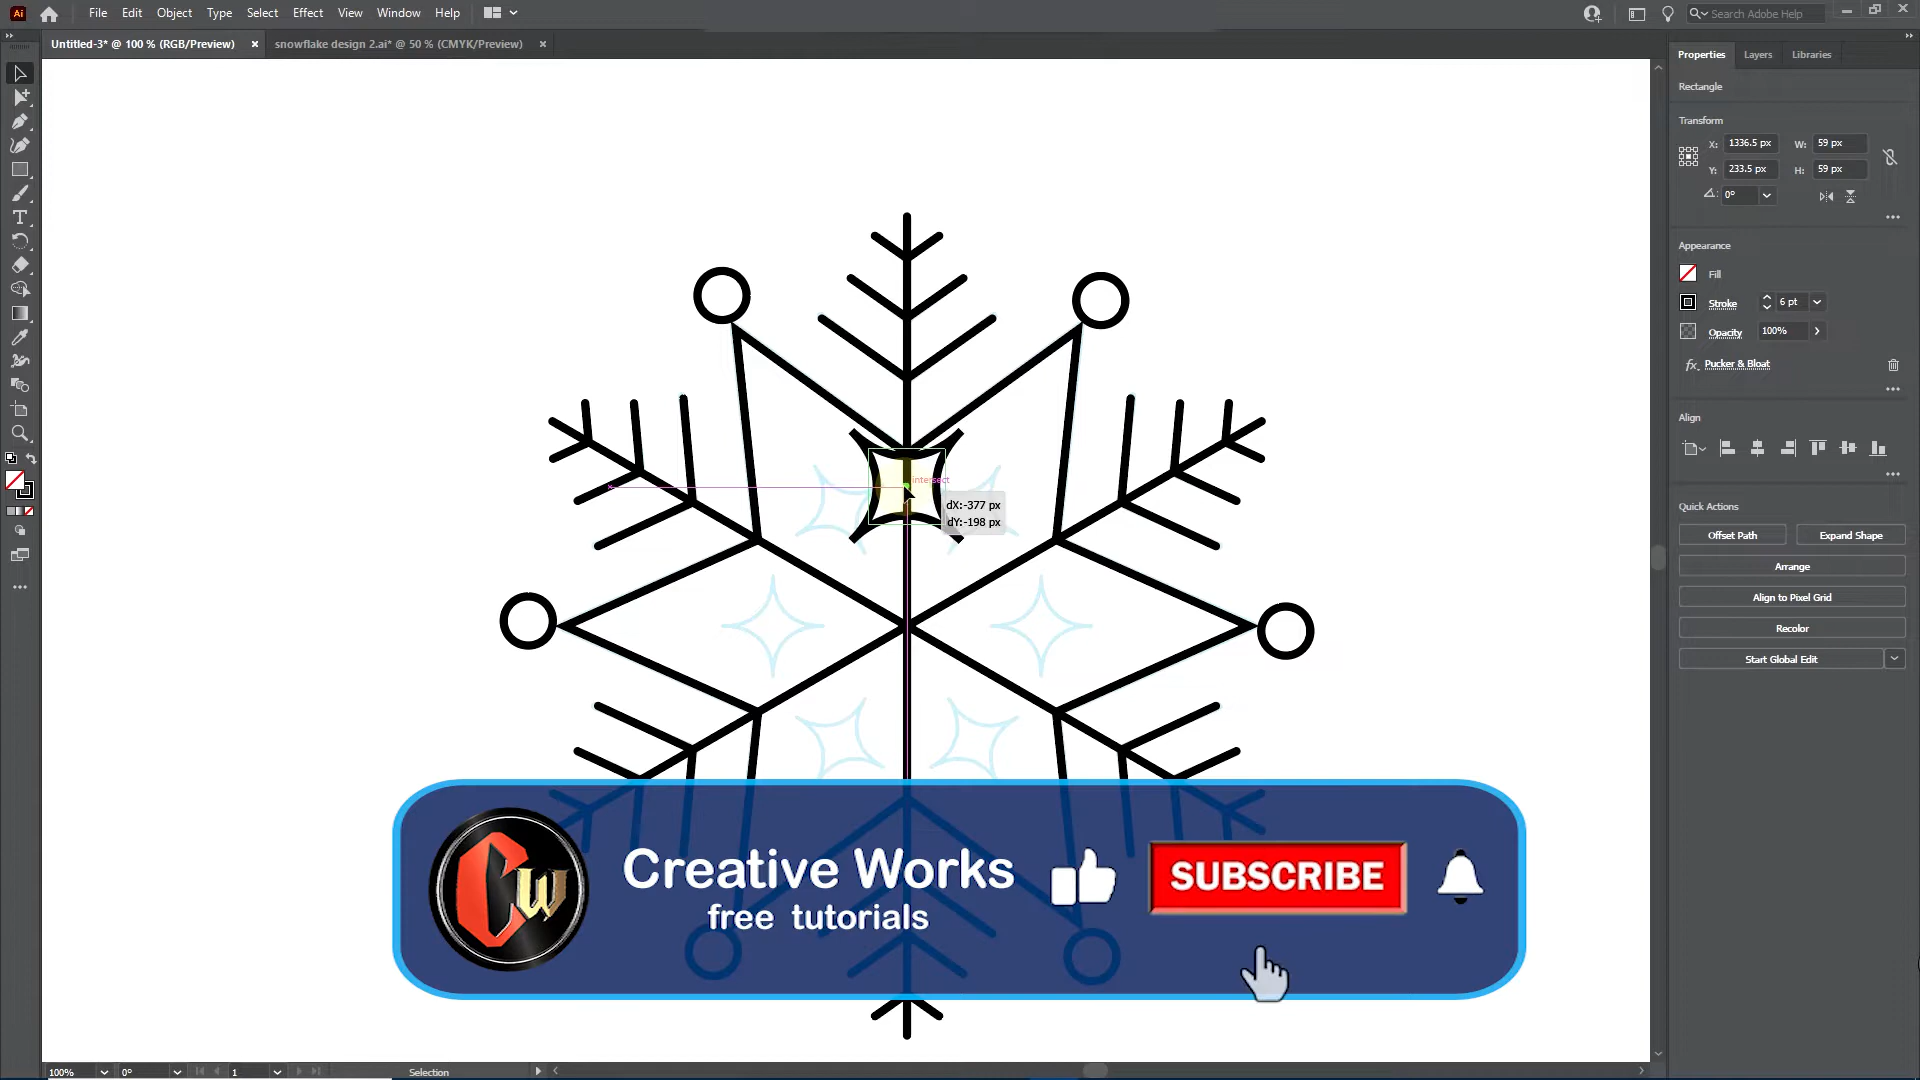 Ai File Edit Object Type Select Effect View Window Help Search Adobe Help
Untitled-3* @ 100 % (RGB/Preview) × snowflake design 2.ai* @ 50 % (CMYK/Preview) ×
Properties Layers Libraries
Rectangle
Transform
X: 1336.5 px W: 59 px
Y: 233.5 px H: 59 px
0°
Appearance
Fill
Stroke 6 pt
Opacity 100%
fx. Pucker & Bloat
Align
Quick Actions
Offset Path Expand Shape
Arrange
Align to Pixel Grid
Recolor
Start Global Edit
intersect
dX:-377 px
dY:-198 px
Creative Works
free tutorials
SUBSCRIBE
Cw
100% 0° 1 Selection